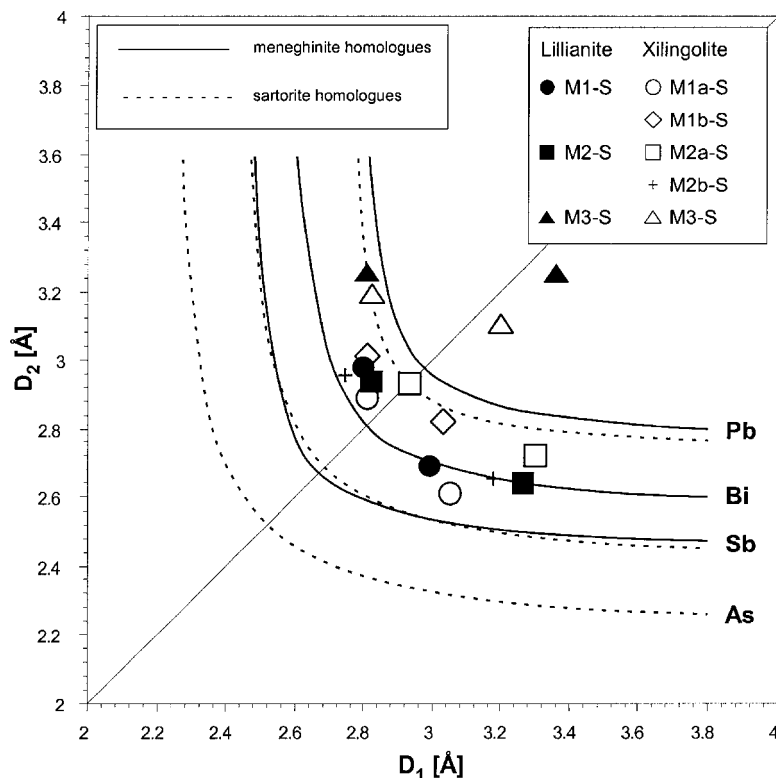 meneghinite homologues
sartorite homologues
Lillianite Xilingolite
M1-S M1a-S
M1b-S
M2-S M2a-S
M2b-S
M3-S M3-S
4
3.8
3.6
3.4
3.2
3
2.8
2.6
2.4
2.2
2
D2 [Å]
Pb
Bi
Sb
As
2 2.2 2.4 2.6 2.8 3 3.2 3.4 3.6 3.8 4
D1 [Å]